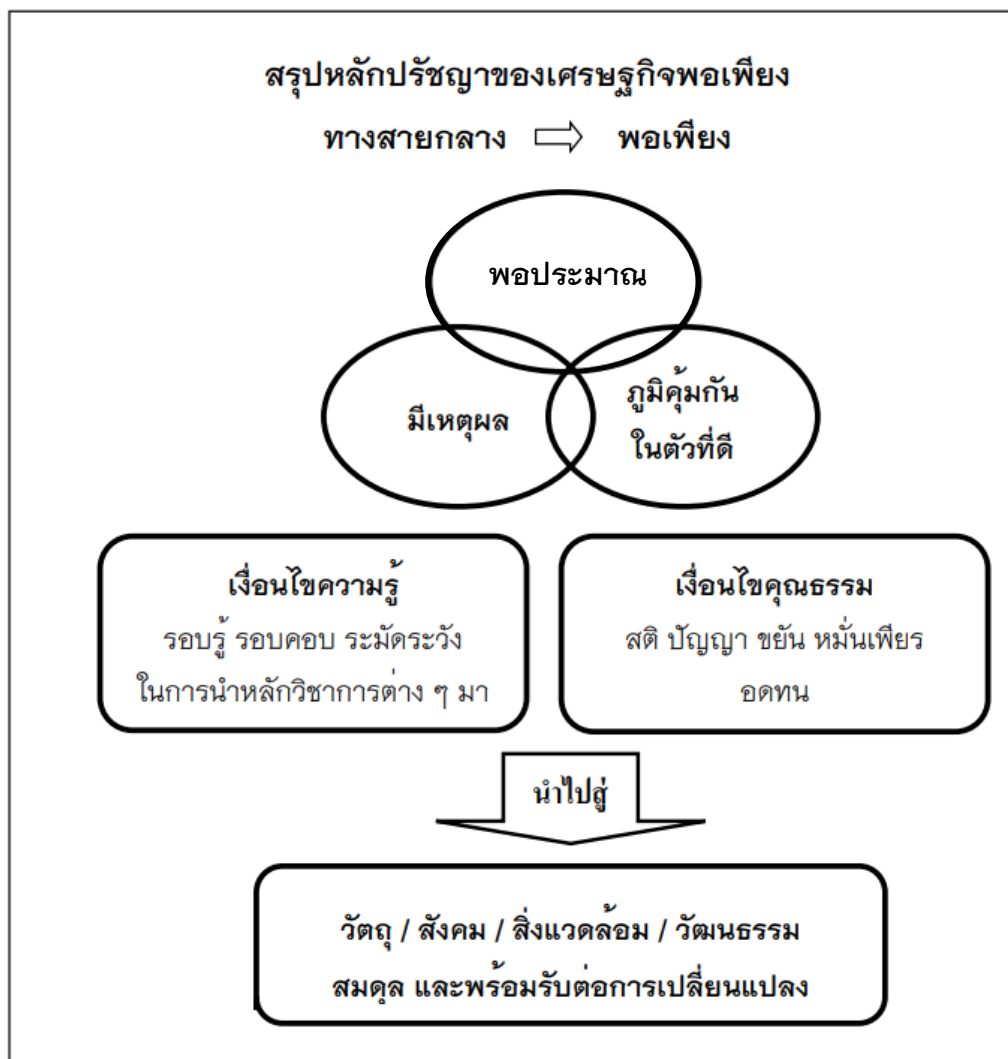 สรุปหลักปรัชญาของเศรษฐกิจพอเพียง
ทางสายกลาง ⇨ พอเพียง
พอประมาณ
มีเหตุผล
ภูมิคุ้มกัน
ในตัวที่ดี
เงื่อนไขความรู้
รอบรู้ รอบคอบ ระมัดระวัง
ในการนำหลักวิชาการต่าง ๆ มา
เงื่อนไขคุณธรรม
สติ ปัญญา ขยัน หมั่นเพียร
อดทน
นำไปสู่
วัตถุ / สังคม / สิ่งแวดล้อม / วัฒนธรรม
สมดุล และพร้อมรับต่อการเปลี่ยนแปลง